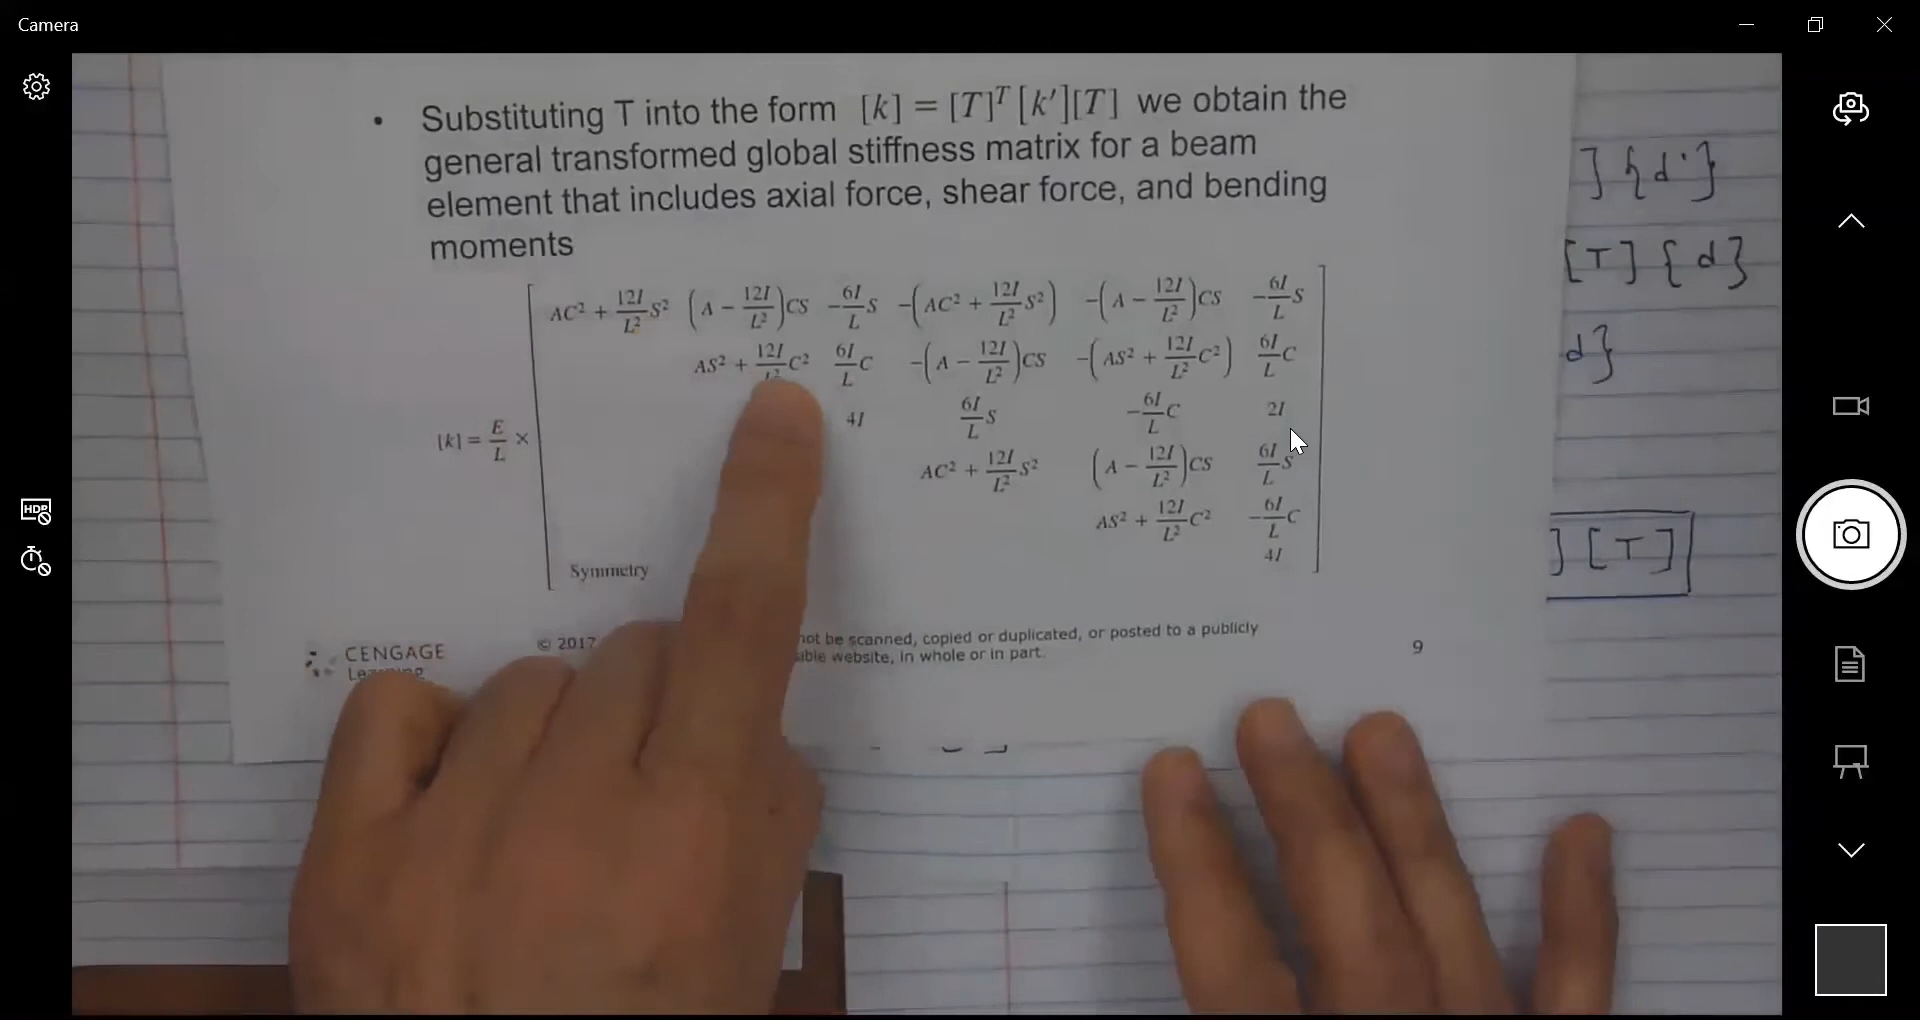 Camera
• Substituting T into the form [k] = [T]ᵀ[k′][T] we obtain the
general transformed global stiffness matrix for a beam
element that includes axial force, shear force, and bending
moments
AC² + 12I/L² S² (A − 12I/L²)CS −6I/L S −(AC² + 12I/L² S²) −(A − 12I/L²)CS −6I/L S
AS² + 12I/L² C² 6I/L C −(A − 12I/L²)CS −(AS² + 12I/L² C²) 6I/L C
4I 6I/L S −6I/L C 2I
[k] = E/L ×
AC² + 12I/L² S² (A − 12I/L²)CS 6I/L S
AS² + 12I/L² C² −6I/L C
Symmetry 4I
CENGAGE
Learning
© 2017 not be scanned, copied or duplicated, or posted to a publicly
website, in whole or in part.
9
] {d'}
[T] {d}
d}
] [T]
HDR